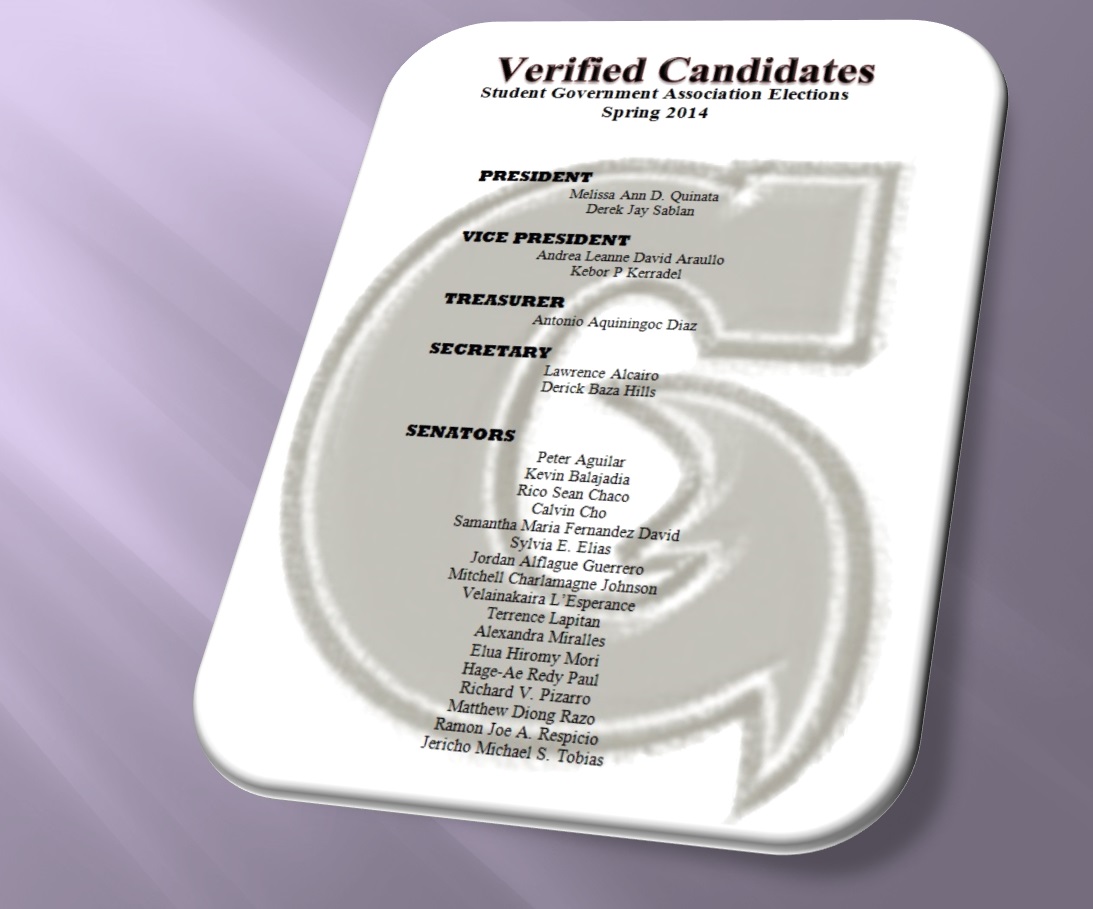 Verified Candidates
Student Government Association Elections
Spring 2014
PRESIDENT
Melissa Ann D. Quinata
Derek Jay Sablan
VICE PRESIDENT
Andrea Leanne David Araullo
Kebor P Kerradel
TREASURER
Antonio Aquiningoc Diaz
SECRETARY
Lawrence Alcairo
Derick Baza Hills
SENATORS
Peter Aguilar
Kevin Balajadia
Rico Sean Chaco
Calvin Cho
Samantha Maria Fernandez David
Sylvia E. Elias
Jordan Alflague Guerrero
Mitchell Charlamagne Johnson
Velainakaira L'Esperance
Terrence Lapitan
Alexandra Miralles
Elua Hiromy Mori
Hage-Ae Redy Paul
Richard V. Pizarro
Matthew Diong Razo
Ramon Joe A. Respicio
Jericho Michael S. Tobias